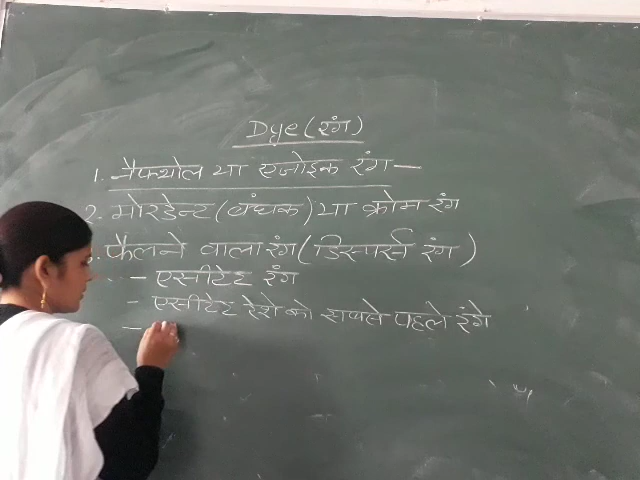 Dye (रंग)
1. नैफ्थोल या एजोइक रंग —
2. मोरडेन्ट (बंधक) या क्रोम रंग
. फैलने वाला रंग (डिस्पर्स रंग)
- एसीटेट रंग
- एसीटेट रेशे को सबसे पहले रंगे
-